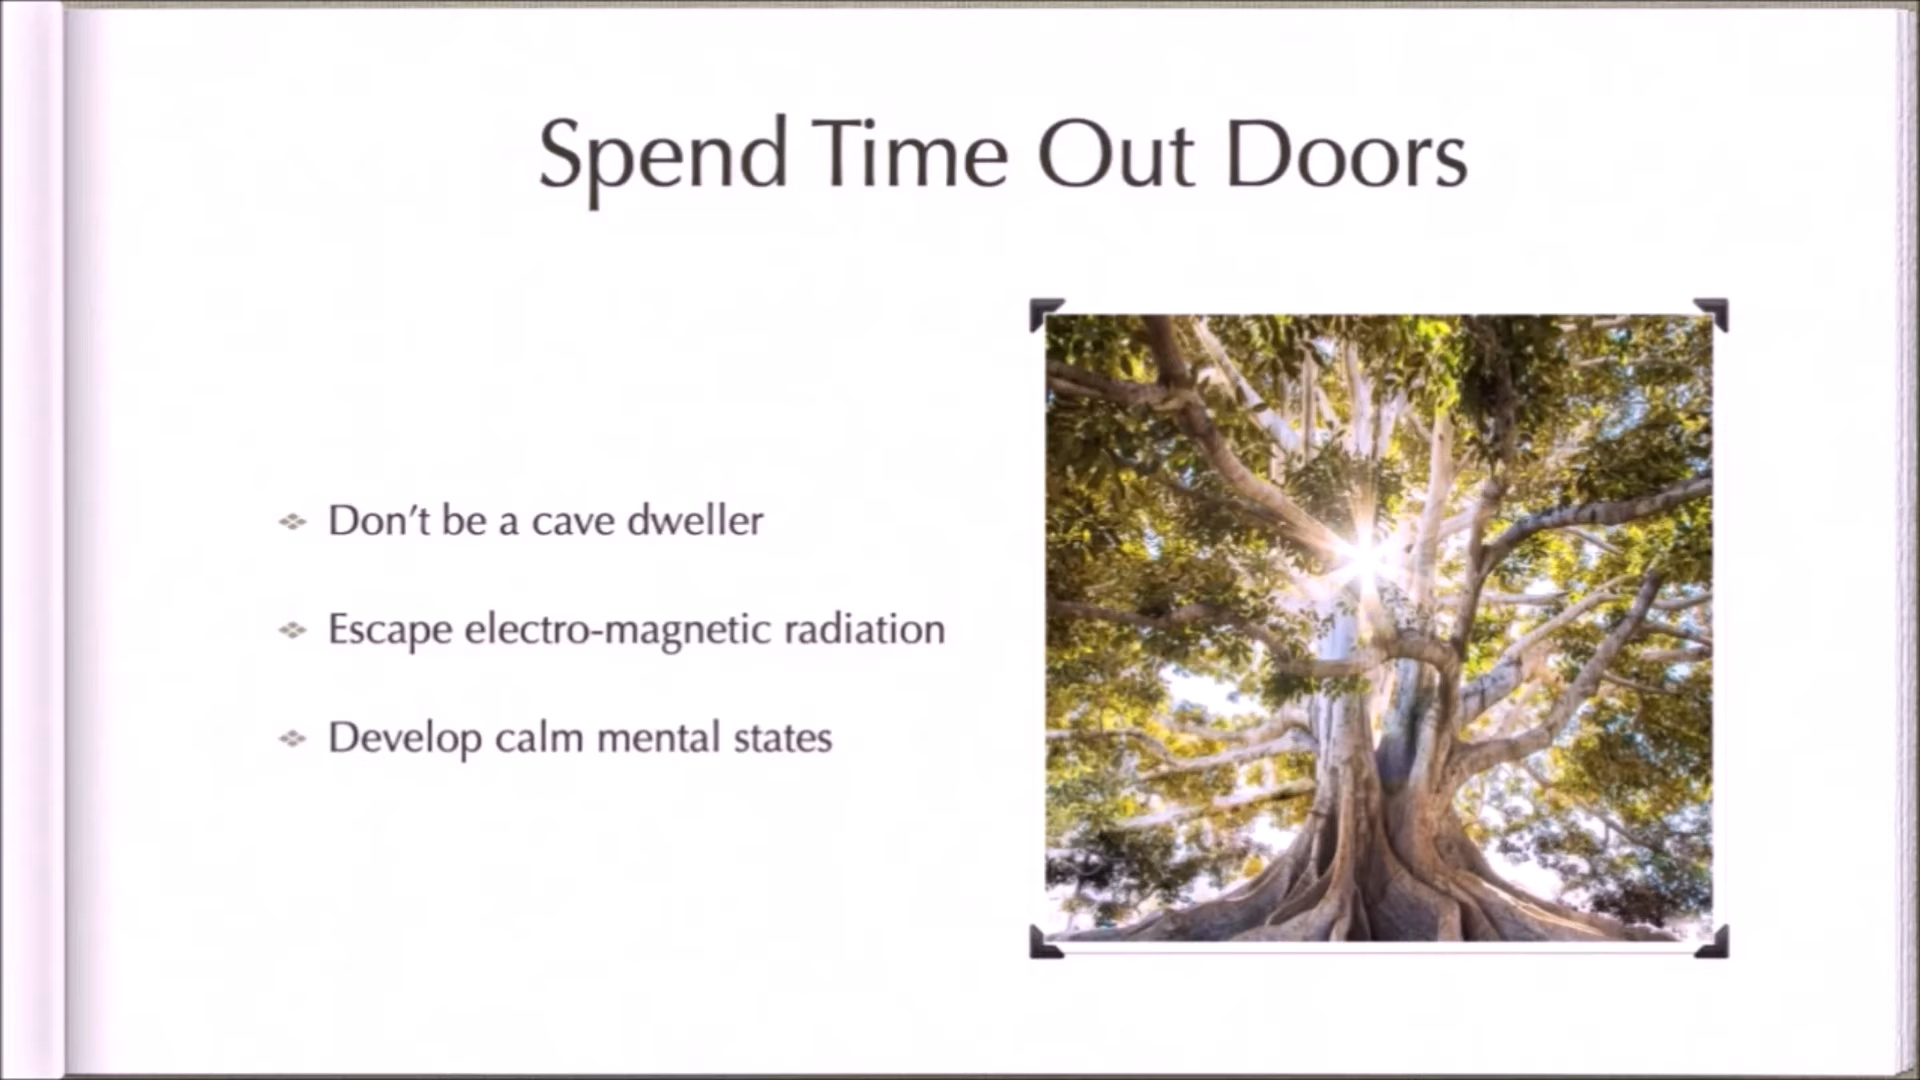 Spend Time Out Doors
Don't be a cave dweller
Escape electro-magnetic radiation
Develop calm mental states